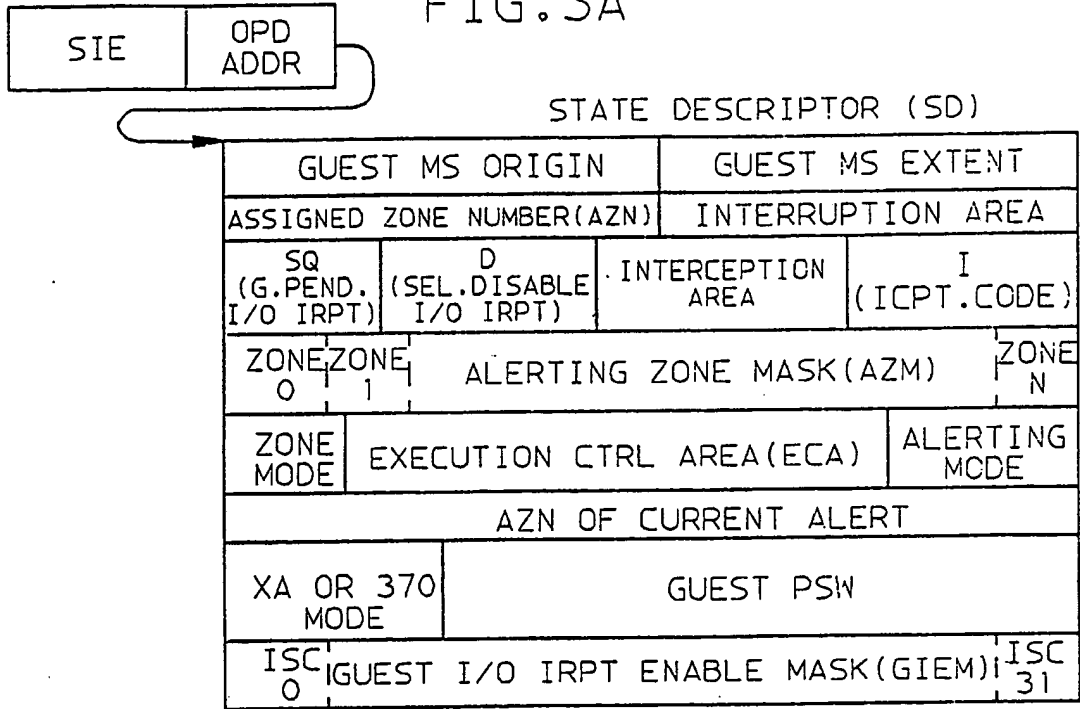 FIG.3A
SIE
OPD
ADDR
STATE DESCRIPTOR (SD)
GUEST MS ORIGIN
GUEST MS EXTENT
ASSIGNED ZONE NUMBER(AZN)
INTERRUPTION AREA
SQ
(G.PEND.
I/O IRPT)
D
(SEL.DISABLE
I/O IRPT)
INTERCEPTION
AREA
I
(ICPT.CODE)
ZONE
0
ZONE
1
ALERTING ZONE MASK(AZM)
ZONE
N
ZONE
MODE
EXECUTION CTRL AREA(ECA)
ALERTING
MODE
AZN OF CURRENT ALERT
XA OR 370
MODE
GUEST PSW
ISC
0
GUEST I/O IRPT ENABLE MASK(GIEM)
ISC
31